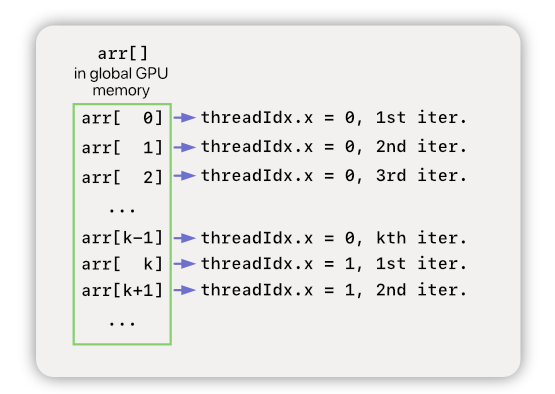 arr[]
in global GPU
memory
arr[  0] threadIdx.x = 0, 1st iter.
arr[  1] threadIdx.x = 0, 2nd iter.
arr[  2] threadIdx.x = 0, 3rd iter.
...
arr[k−1] threadIdx.x = 0, kth iter.
arr[  k] threadIdx.x = 1, 1st iter.
arr[k+1] threadIdx.x = 1, 2nd iter.
...